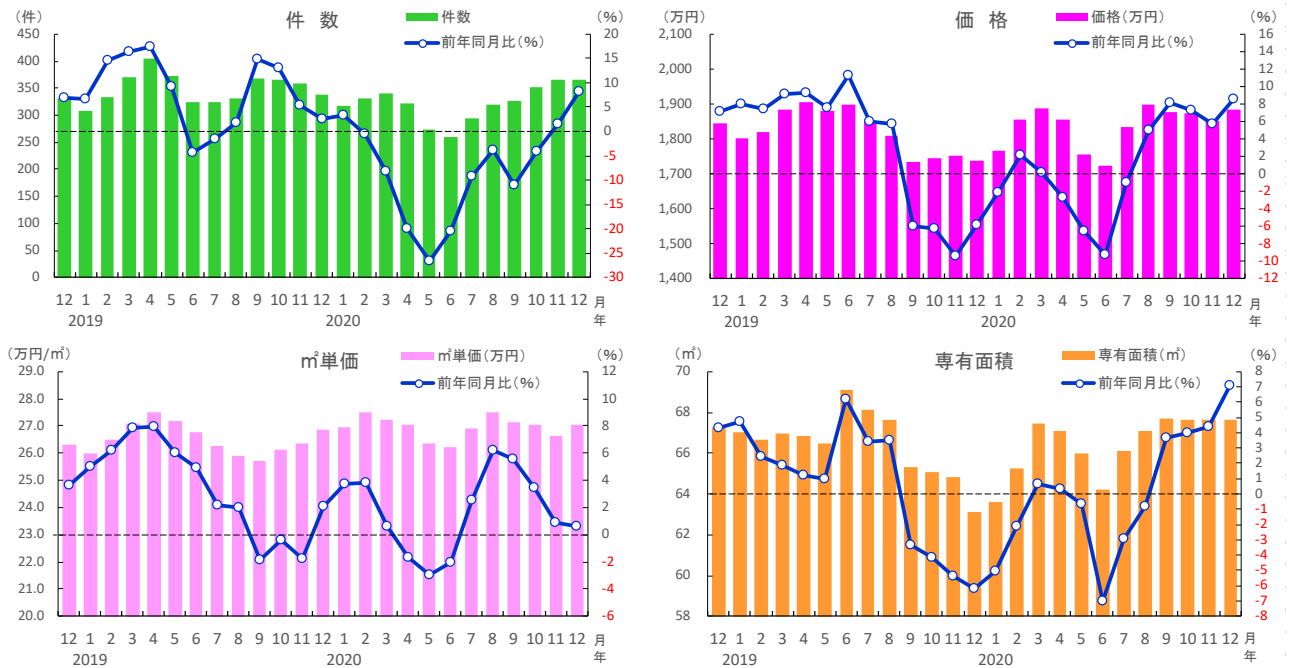 (件) 件 数 件数 (%)
前年同月比(%)
450 400 350 300 250 200 150 100 50 0
20 15 10 5 0 -5 -10 -15 -20 -25 -30
12 1 2 3 4 5 6 7 8 9 10 11 12 1 2 3 4 5 6 7 8 9 10 11 12 月
2019 2020 年
(万円) 価 格 価格(万円) (%)
前年同月比(%)
2,100 2,000 1,900 1,800 1,700 1,600 1,500 1,400
16 14 12 10 8 6 4 2 0 -2 -4 -6 -8 -10 -12
12 1 2 3 4 5 6 7 8 9 10 11 12 1 2 3 4 5 6 7 8 9 10 11 12 月
2019 2020 年
(万円/㎡) ㎡単価 ㎡単価(万円) (%)
前年同月比(%)
29.0 28.0 27.0 26.0 25.0 24.0 23.0 22.0 21.0 20.0
12 10 8 6 4 2 0 -2 -4 -6
12 1 2 3 4 5 6 7 8 9 10 11 12 1 2 3 4 5 6 7 8 9 10 11 12 月
2019 2020 年
(㎡) 専有面積 専有面積(㎡) (%)
前年同月比(%)
70 68 66 64 62 60 58
8 7 6 5 4 3 2 1 0 -1 -2 -3 -4 -5 -6 -7 -8
12 1 2 3 4 5 6 7 8 9 10 11 12 1 2 3 4 5 6 7 8 9 10 11 12 月
2019 2020 年